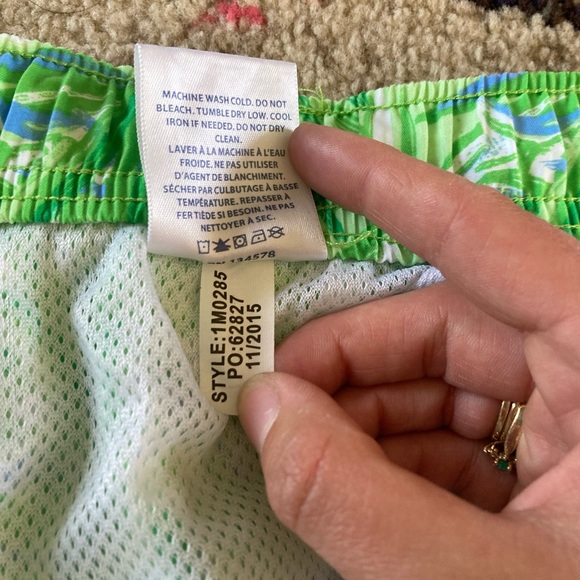 MACHINE WASH COLD. DO NOT
BLEACH. TUMBLE DRY LOW. COOL
IRON IF NEEDED. DO NOT DRY
CLEAN.
LAVER À LA MACHINE À L'EAU
FROIDE. NE PAS UTILISER
D'AGENT DE BLANCHIMENT.
SÉCHER PAR CULBUTAGE À BASSE
TEMPÉRATURE. REPASSER À
FER TIÈDE SI BESOIN. NE PAS
NETTOYER À SEC.
134578
STYLE:1M0285
PO:62827
11/2015